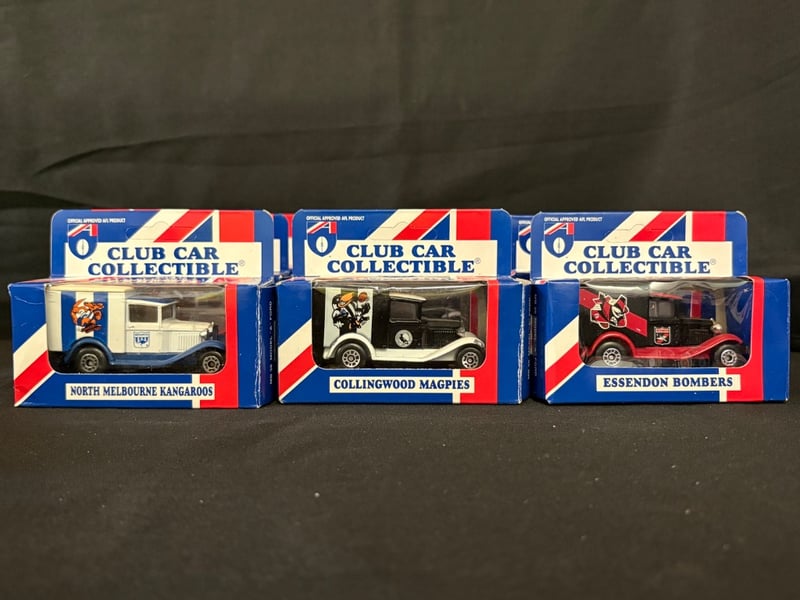 OFFICIAL APPROVED AFL PRODUCT
CLUB CAR
COLLECTIBLE®
NORTH MELBOURNE KANGAROOS
OFFICIAL APPROVED AFL PRODUCT
CLUB CAR
COLLECTIBLE®
COLLINGWOOD MAGPIES
OFFICIAL APPROVED AFL PRODUCT
CLUB CAR
COLLECTIBLE®
ESSENDON BOMBERS